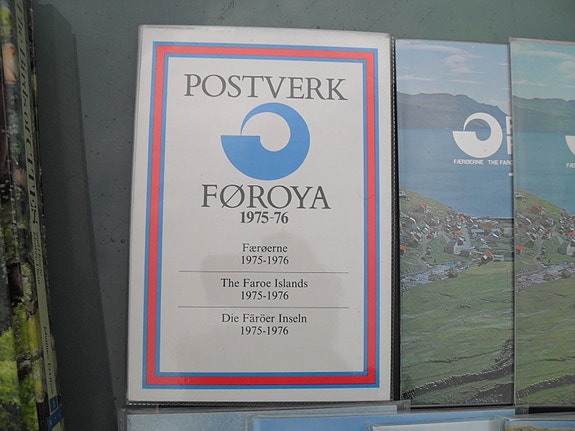 POSTVERK
FØROYA
1975-76
Færøerne
1975-1976
The Faroe Islands
1975-1976
Die Färöer Inseln
1975-1976
FÆRØERNE THE FARO
FÆRØERNE